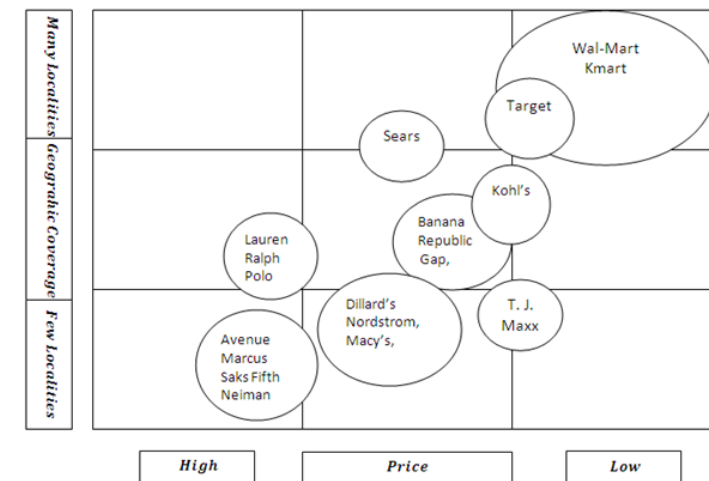 Many Localities
Geograhic Coverage
Few Localities
Wal-Mart
Kmart
Target
Sears
Kohl's
Banana
Republic
Gap,
Lauren
Ralph
Polo
Dillard's
Nordstrom,
Macy's,
T. J.
Maxx
Avenue
Marcus
Saks Fifth
Neiman
High
Price
Low